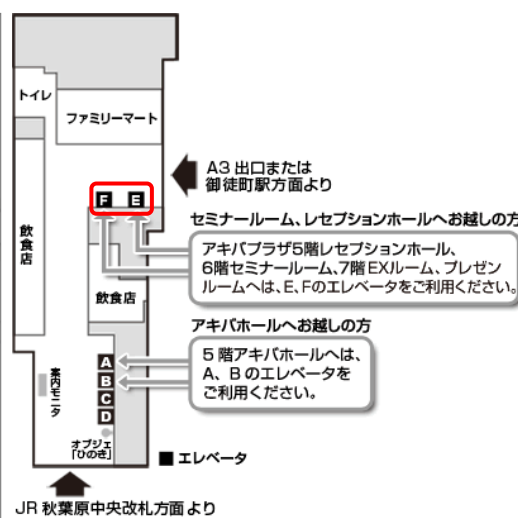 トイレ
ファミリーマート
A3 出口または
御徒町駅方面より
F E
セミナールーム、レセプションホールへお越しの方
アキバプラザ5階レセプションホール、
6階セミナールーム、7階EXルーム、プレゼン
ルームへは、E、Fのエレベータをご利用ください。
飲食店
飲食店
アキバホールへお越しの方
5 階アキバホールへは、
A、B のエレベータを
ご利用ください。
A
B
C
D
案内モニタ
オブジェ
「ひのき」
■ エレベータ
JR 秋葉原中央改札方面より